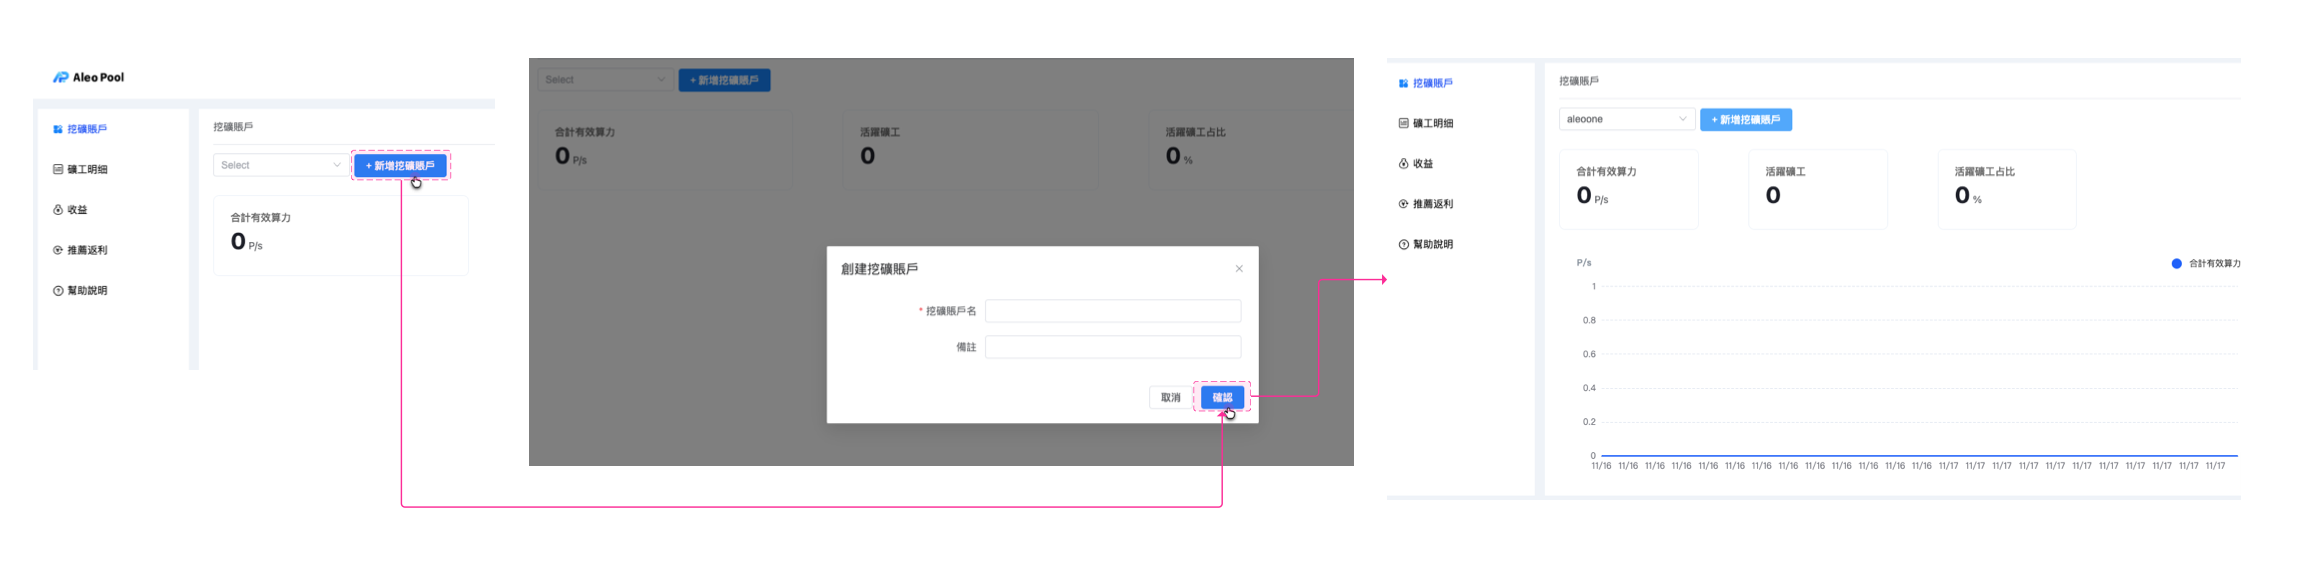 Aleo Pool
挖礦賬戶
礦工明細
收益
推薦返利
幫助說明
挖礦賬戶
Select
+ 新增挖礦賬戶
合計有效算力
0 P/s
Select
+ 新增挖礦賬戶
合計有效算力
0 P/s
活躍礦工
0
活躍礦工占比
0 %
創建挖礦賬戶
* 挖礦賬戶名
備註
取消
確認
挖礦賬戶
礦工明細
收益
推薦返利
幫助說明
挖礦賬戶
aleoone
+ 新增挖礦賬戶
合計有效算力
0 P/s
活躍礦工
0
活躍礦工占比
0 %
P/s
合計有效算力
1
0.8
0.6
0.4
0.2
0
11/16 11/16 11/16 11/16 11/16 11/16 11/16 11/16 11/16 11/16 11/16 11/16 11/16 11/17 11/17 11/17 11/17 11/17 11/17 11/17 11/17 11/17 11/17 11/17